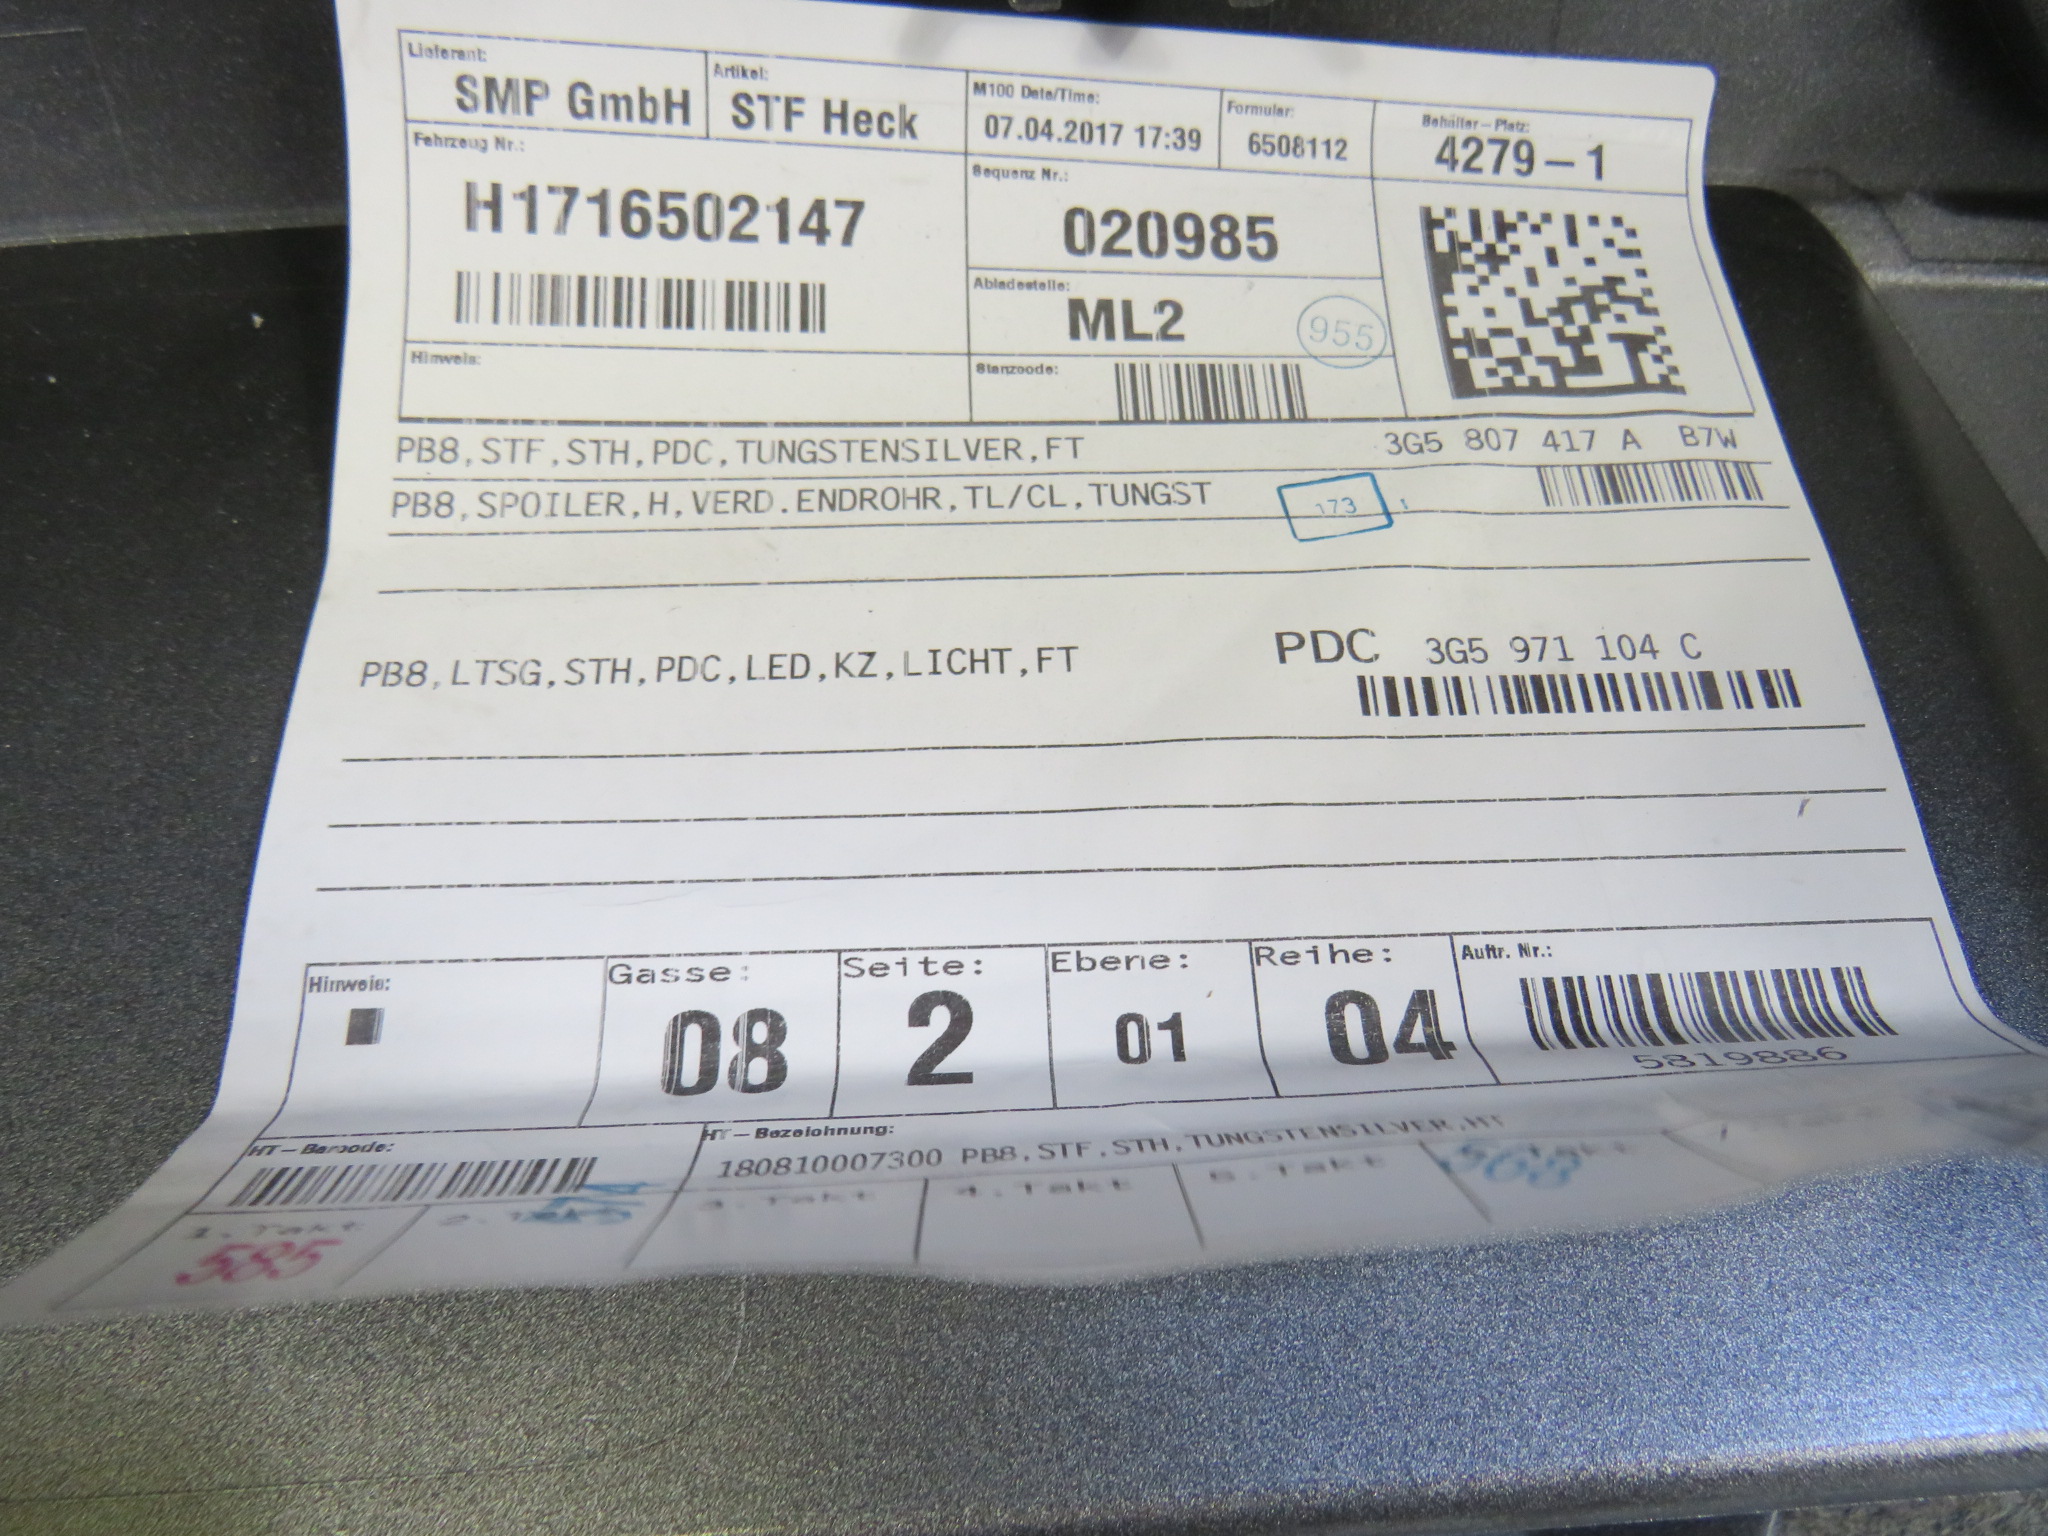 Lieferant:
SMP GmbH
Artikel:
STF Heck
M100 Date/Time:
07.04.2017 17:39
Formular:
6508112
Behälter-Platz:
4279-1
Fahrzeug Nr.:
H1716502147
Sequenz Nr.:
020985
Abladestelle:
ML2
955
Hinweis:
Stanzcode:
PB8,STF,STH,PDC,TUNGSTENSILVER,FT 3G5 807 417 A B7W
PB8,SPOILER,H,VERD.ENDROHR,TL/CL,TUNGST
173
PB8,LTSG,STH,PDC,LED,KZ,LICHT,FT PDC 3G5 971 104 C
Hinweis:
Gasse:
08
Seite:
2
Ebene:
01
Reihe:
04
Auftr. Nr.:
5819886
HT-Barcode:
HT-Bezeichnung:
180810007300 PB8,STF,STH,TUNGSTENSILVER,HT
1.Takt 2.Takt 3.Takt 4.Takt 5.Takt
585
568